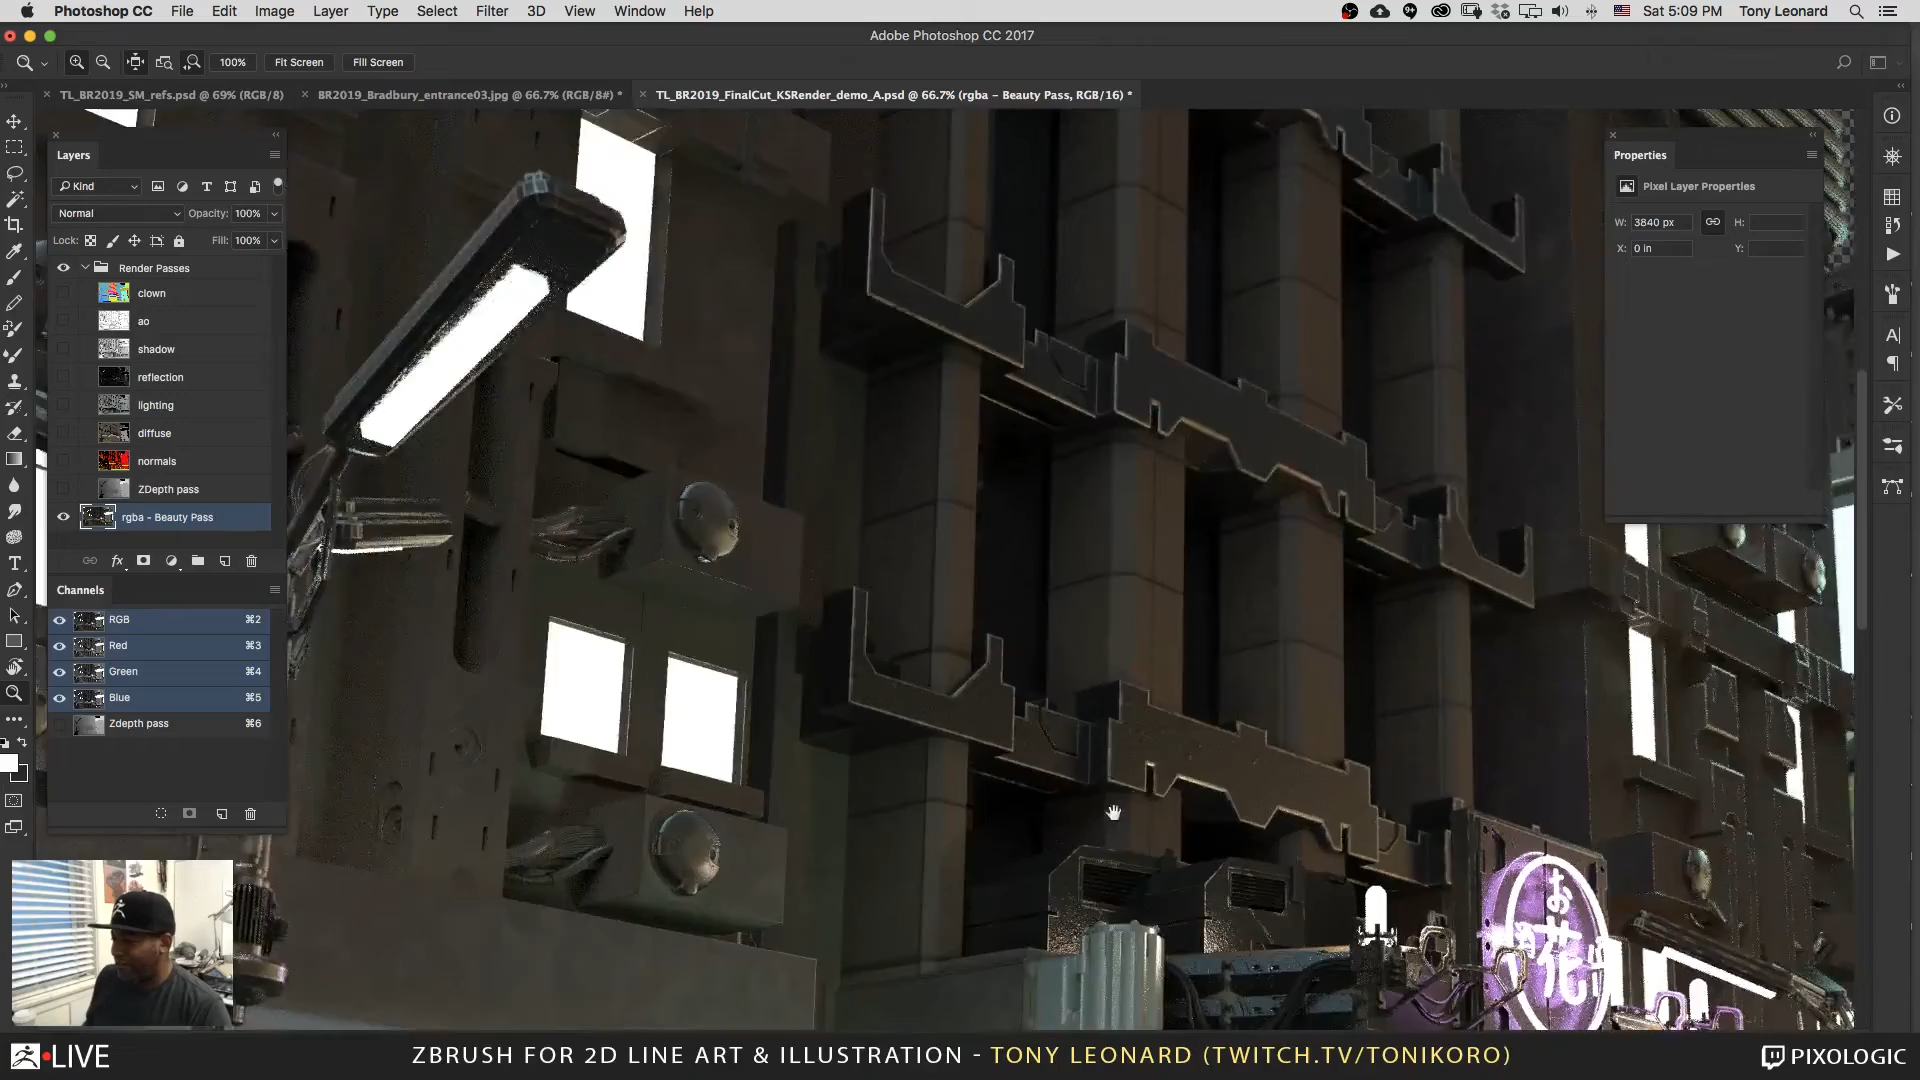 Photoshop CC File Edit Image Layer Type Select Filter 3D View Window Help
Sat 5:09 PM Tony Leonard
Adobe Photoshop CC 2017
100% Fit Screen Fill Screen
TL_BR2019_SM_refs.psd @ 69% (RGB/8)
BR2019_Bradbury_entrance03.jpg @ 66.7% (RGB/8#) *
TL_BR2019_FinalCut_KSRender_demo_A.psd @ 66.7% (rgba - Beauty Pass, RGB/16) *
Layers
Kind
Normal Opacity: 100%
Lock: Fill: 100%
Render Passes
clown
ao
shadow
reflection
lighting
diffuse
normals
ZDepth pass
rgba - Beauty Pass
fx
Channels
RGB ⌘2
Red ⌘3
Green ⌘4
Blue ⌘5
Zdepth pass ⌘6
Properties
Pixel Layer Properties
W: 3840 px H:
X: 0 in Y:
お
花
LIVE
ZBRUSH FOR 2D LINE ART & ILLUSTRATION - TONY LEONARD (TWITCH.TV/TONIKORO)
PIXOLOGIC